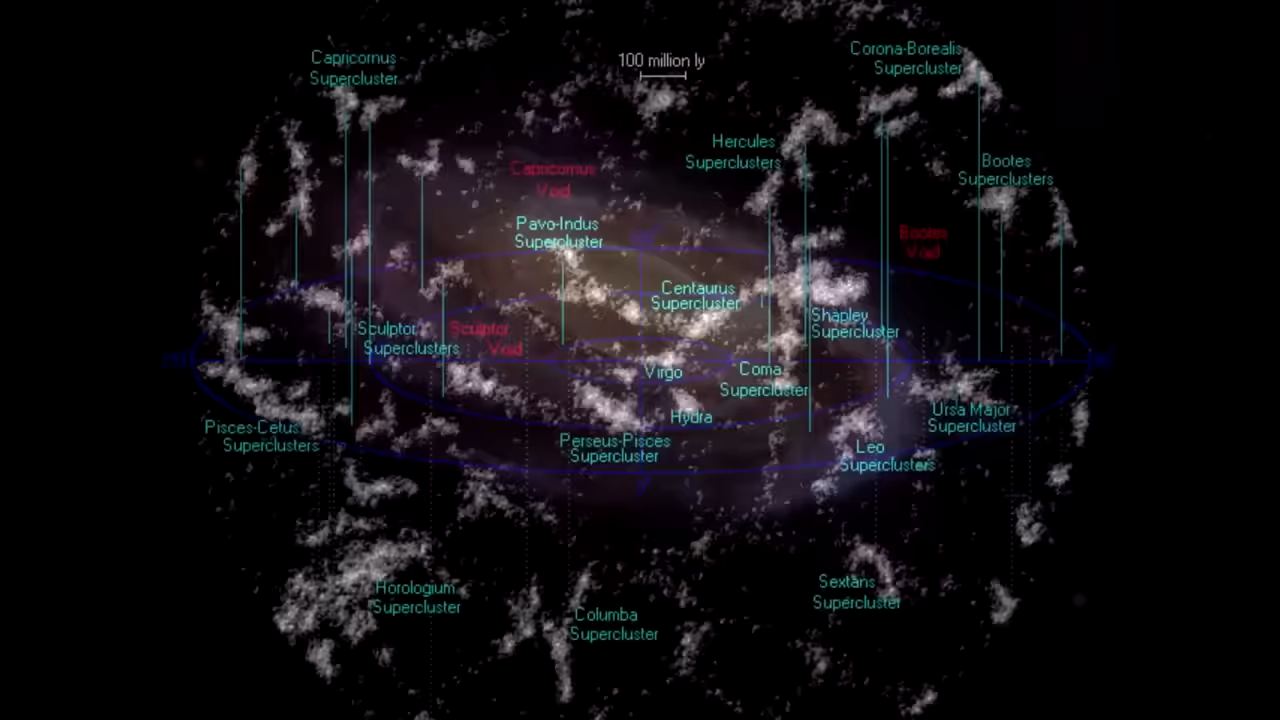 Capricornus
Supercluster
100 million ly
Corona-Borealis
Supercluster
Hercules
Superclusters
Bootes
Superclusters
Capricornus
Void
Pavo-Indus
Supercluster
Bootes
Void
Centaurus
Supercluster
Sculptor
Superclusters
Sculptor
Void
Shapley
Supercluster
Virgo
Coma
Supercluster
Hydra
Ursa Major
Supercluster
Pisces-Cetus
Superclusters
Perseus-Pisces
Supercluster
Leo
Superclusters
Horologium
Supercluster
Sextans
Supercluster
Columba
Supercluster